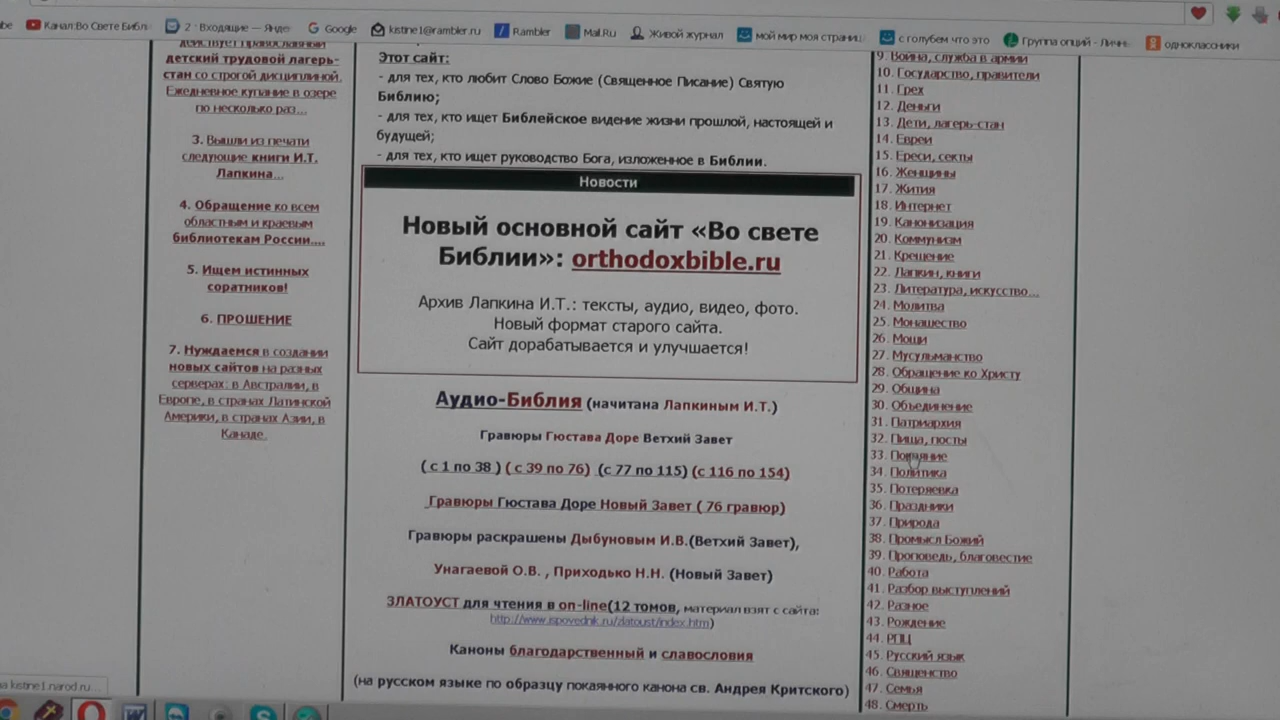 Канал:Во Свете Библ
2 · Входящие — Яндек
Google
kistine1@rambler.ru
Rambler
Mail.Ru
Живой журнал
мой мир моя страниц
с голубем что это
Группа опций - Личн
одноклассники
действует православный
детский трудовой лагерь-
стан со строгой дисциплиной.
Ежедневное купание в озере
по несколько раз...
3. Вышли из печати
следующие книги И.Т.
Лапкина...
4. Обращение ко всем
областным и краевым
библиотекам России....
5. Ищем истинных
соратников!
6. ПРОШЕНИЕ
7. Нуждаемся в создании
новых сайтов на разных
серверах: в Австралии, в
Европе, в странах Латинской
Америки, в странах Азии, в
Канаде.
Этот сайт:
- для тех, кто любит Слово Божие (Священное Писание) Святую
Библию;
- для тех, кто ищет Библейское видение жизни прошлой, настоящей и
будущей;
- для тех, кто ищет руководство Бога, изложенное в Библии.
Новости
Новый основной сайт «Во свете
Библии»: orthodoxbible.ru
Архив Лапкина И.Т.: тексты, аудио, видео, фото.
Новый формат старого сайта.
Сайт дорабатывается и улучшается!
Аудио-Библия (начитана Лапкиным И.Т.)
Гравюры Гюстава Доре Ветхий Завет
( с 1 по 38 ) ( с 39 по 76) (с 77 по 115) (с 116 по 154)
Гравюры Гюстава Доре Новый Завет ( 76 гравюр)
Гравюры раскрашены Дыбуновым И.В.(Ветхий Завет),
Унагаевой О.В. , Приходько Н.Н. (Новый Завет)
ЗЛАТОУСТ для чтения в on-line(12 томов, материал взят с сайта:
http://www.ispovednik.ru/zlatoust/index.htm)
Каноны благодарственный и славословия
(на русском языке по образцу покаянного канона св. Андрея Критского)
9. Война, служба в армии
10. Государство, правители
11. Грех
12. Деньги
13. Дети, лагерь-стан
14. Евреи
15. Ереси, секты
16. Женщины
17. Жития
18. Интернет
19. Канонизация
20. Коммунизм
21. Крещение
22. Лапкин, книги
23. Литература, искусство...
24. Молитва
25. Монашество
26. Мощи
27. Мусульманство
28. Обращение ко Христу
29. Община
30. Объединение
31. Патриархия
32. Пища, посты
33. Покаяние
34. Политика
35. Потеряевка
36. Праздники
37. Природа
38. Промысл Божий
39. Проповедь, благовестие
40. Работа
41. Разбор выступлений
42. Разное
43. Рождение
44. РПЦ
45. Русский язык
46. Священство
47. Семья
48. Смерть
на kistine1.narod.ru...